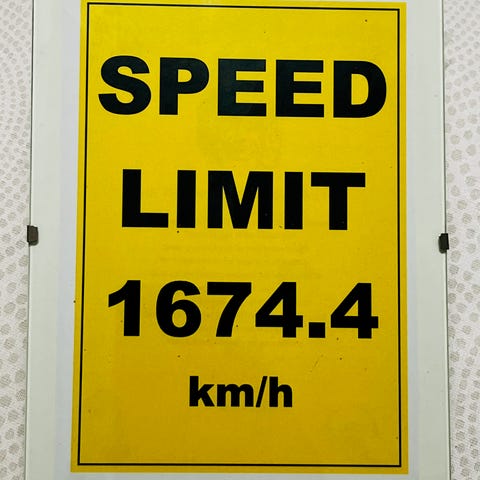 SPEED
LIMIT
1674.4
km/h